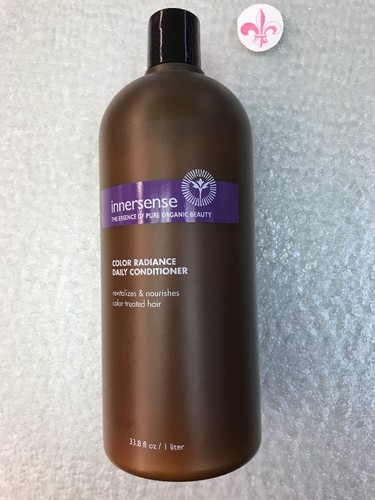 innersense
THE ESSENCE OF PURE ORGANIC BEAUTY
COLOR RADIANCE
DAILY CONDITIONER
revitalizes & nourishes
color-treated hair
33.8 fl oz / 1 liter